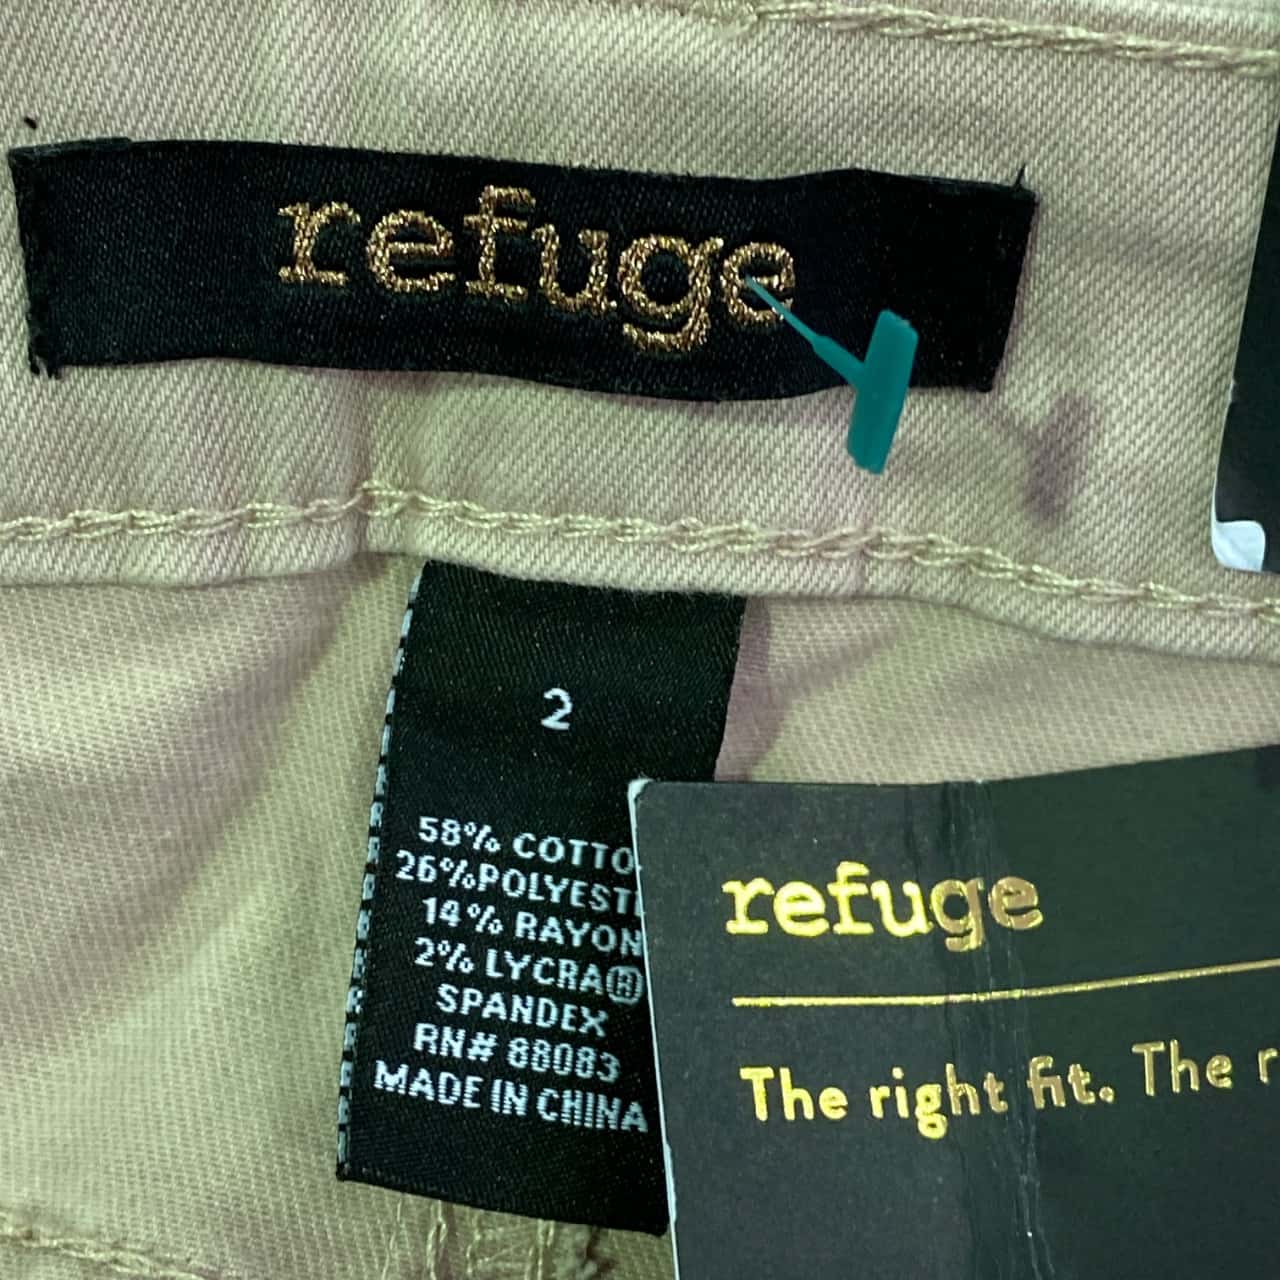 refuge
2
58% COTTO
26%POLYEST
14% RAYON
2% LYCRA®
SPANDEX
RN# 88083
MADE IN CHINA
refuge
The right fit. The r